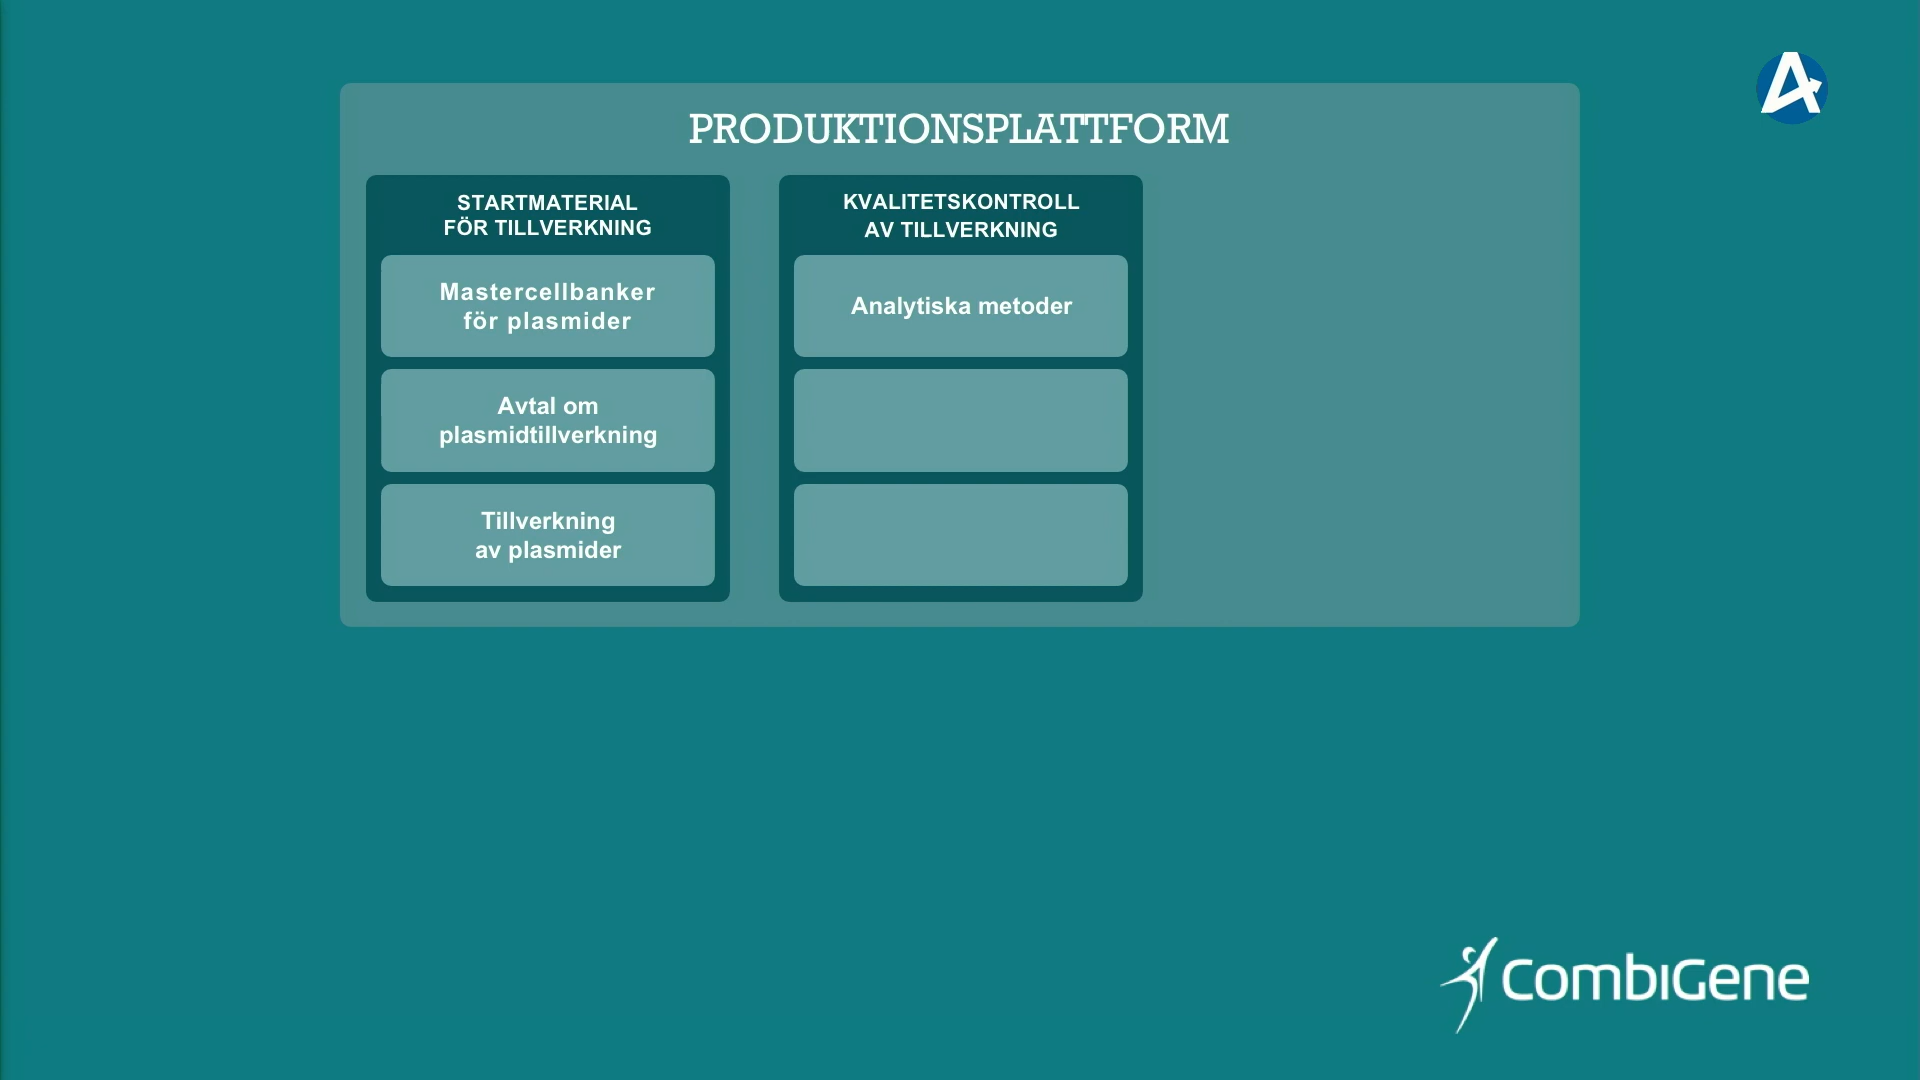 PRODUKTIONSPLATTFORM
STARTMATERIAL
FÖR TILLVERKNING
Mastercellbanker
för plasmider
Avtal om
plasmidtillverkning
Tillverkning
av plasmider
KVALITETSKONTROLL
AV TILLVERKNING
Analytiska metoder
CombiGene